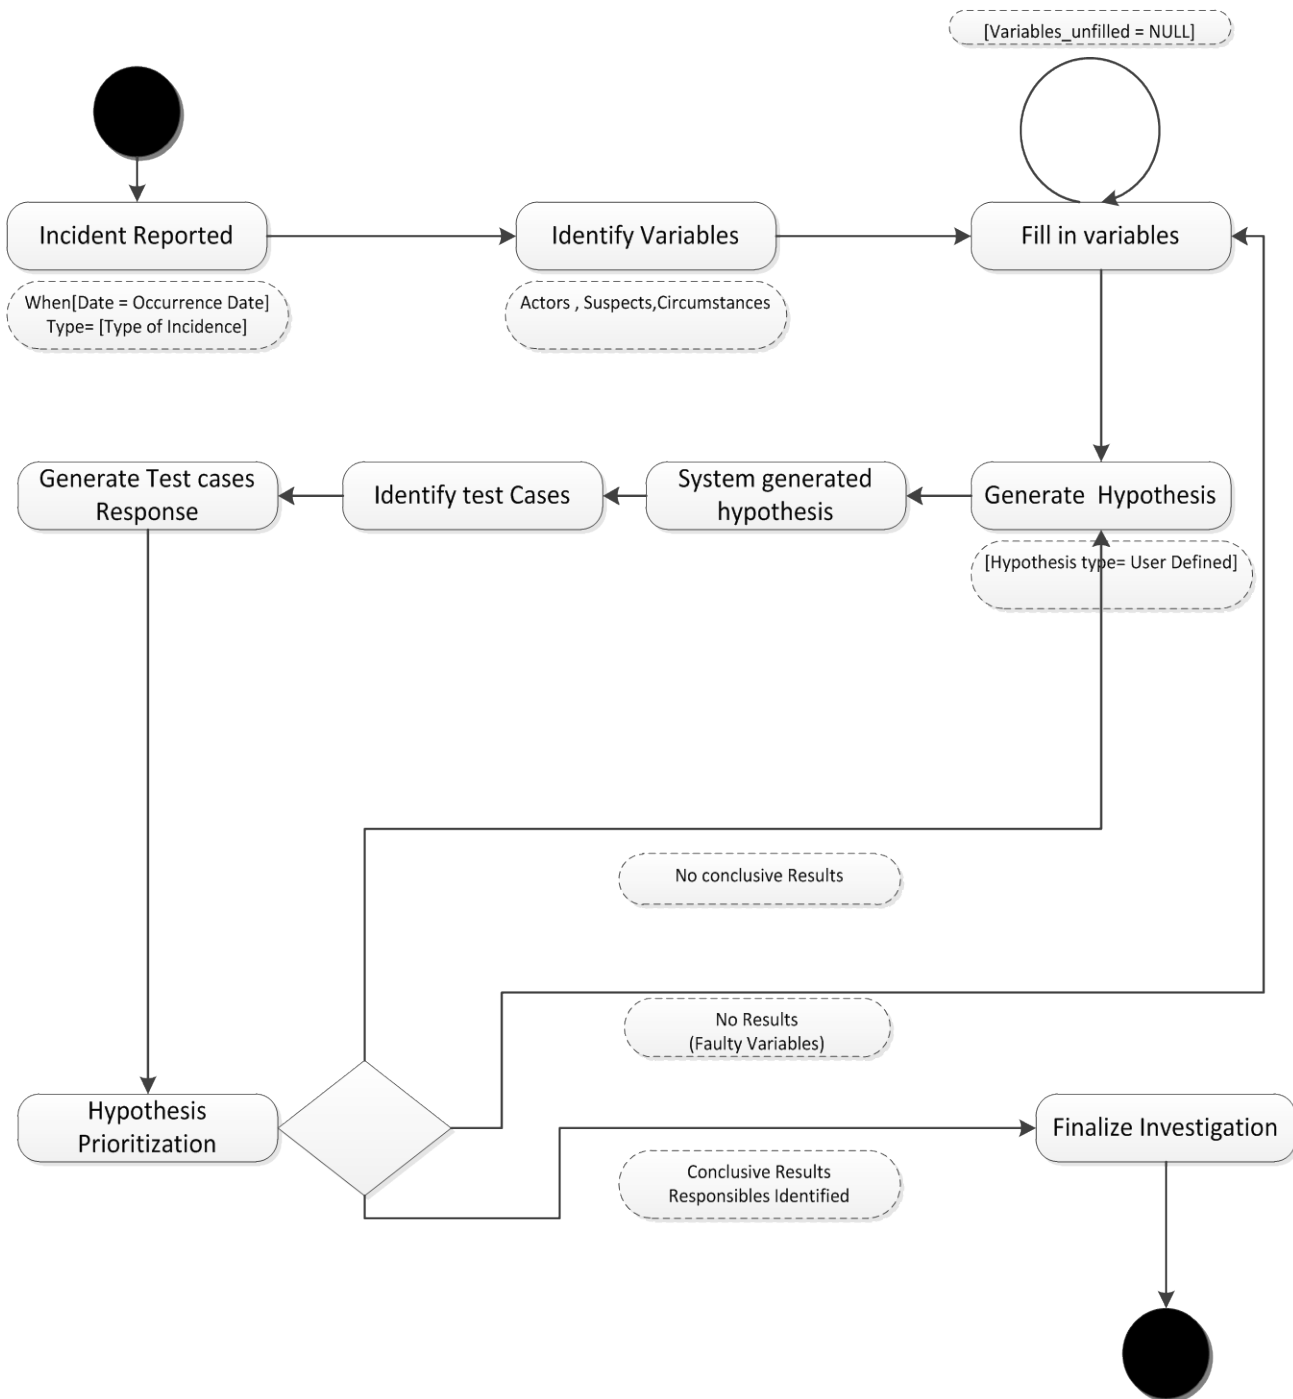 [Variables_unfilled = NULL]
Incident Reported
Identify Variables
Fill in variables
When[Date = Occurrence Date]
Type= [Type of Incidence]
Actors , Suspects,Circumstances
Generate Test cases
Response
Identify test Cases
System generated
hypothesis
Generate  Hypothesis
[Hypothesis type= User Defined]
No conclusive Results
No Results
(Faulty Variables)
Hypothesis
Prioritization
Finalize Investigation
Conclusive Results
Responsibles Identified